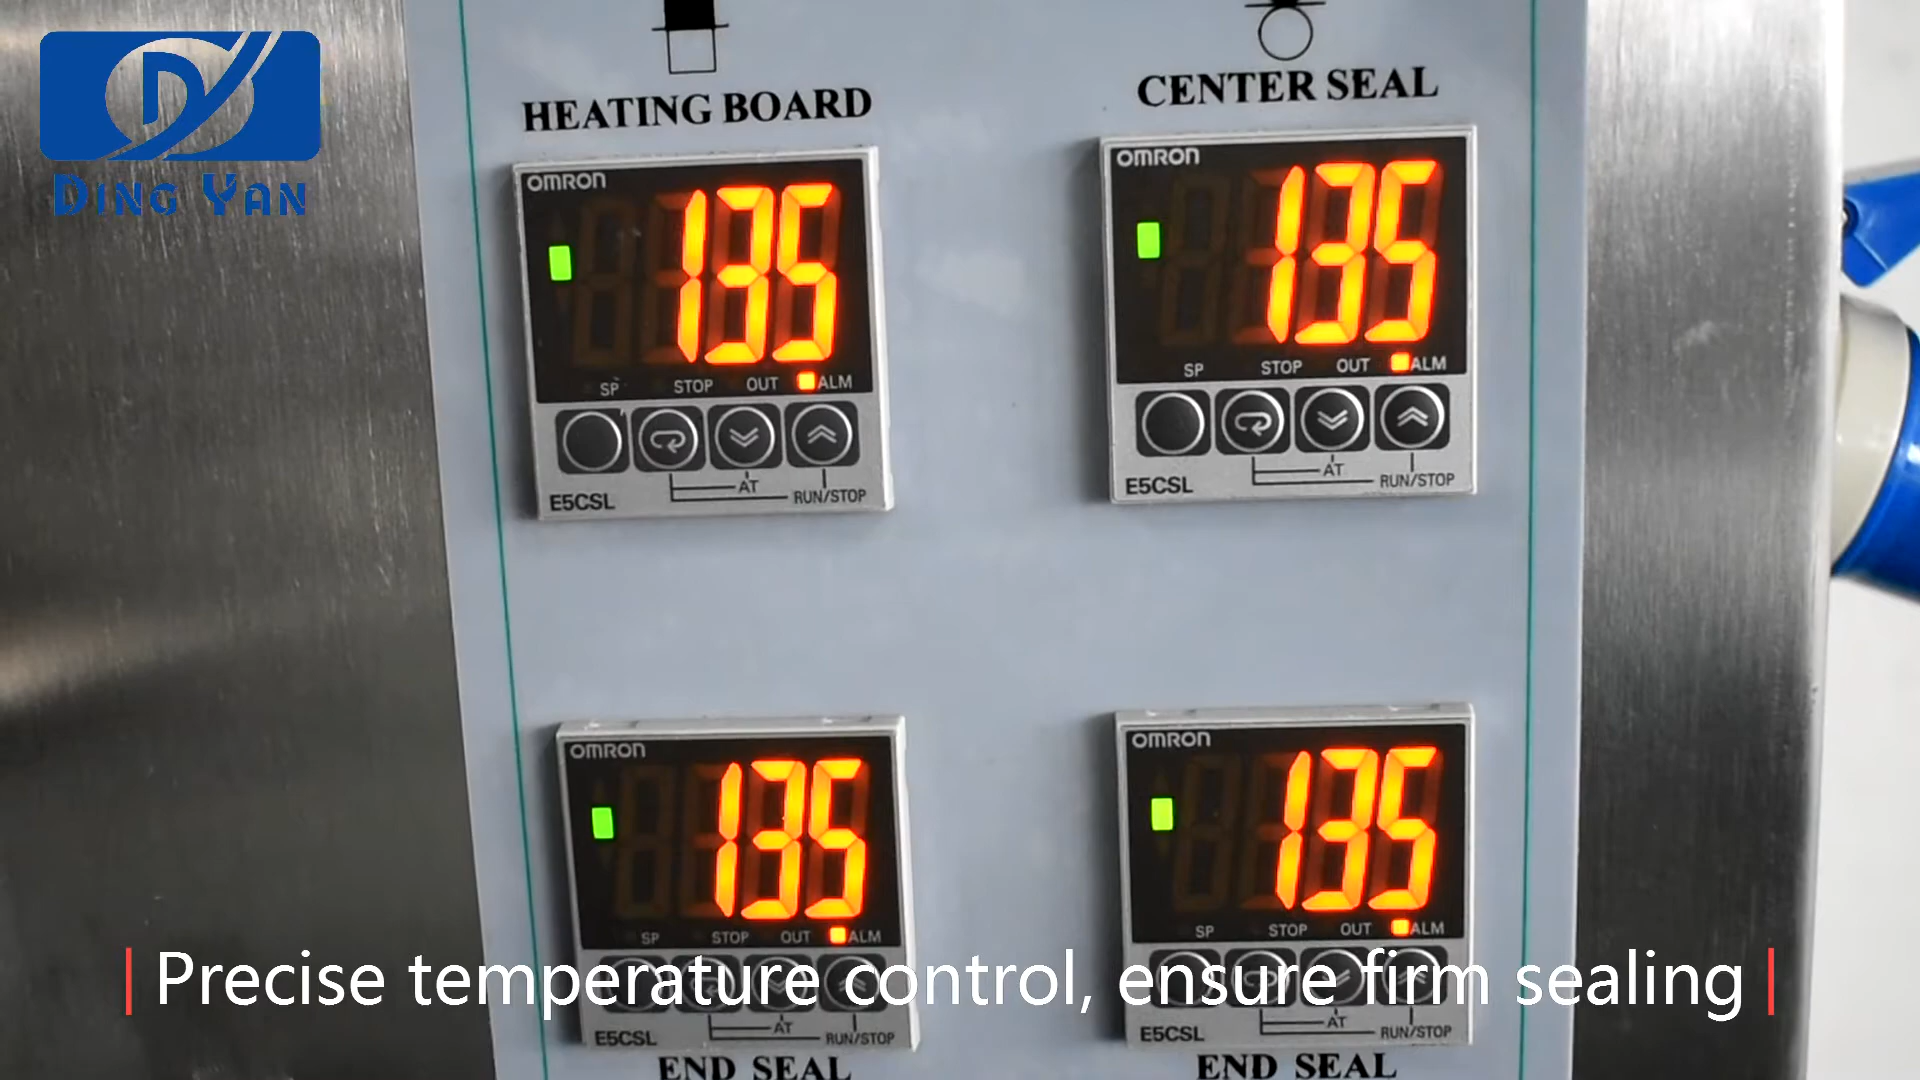 DING YAN
HEATING BOARD
CENTER SEAL
OMRON
135
SP STOP OUT ALM
AT
RUN/STOP
E5CSL
OMRON
135
SP STOP OUT ALM
AT
RUN/STOP
E5CSL
OMRON
135
SP STOP OUT ALM
AT
RUN/STOP
E5CSL
OMRON
135
SP STOP OUT ALM
AT
RUN/STOP
E5CSL
Precise temperature control, ensure firm sealing
END SEAL
END SEAL